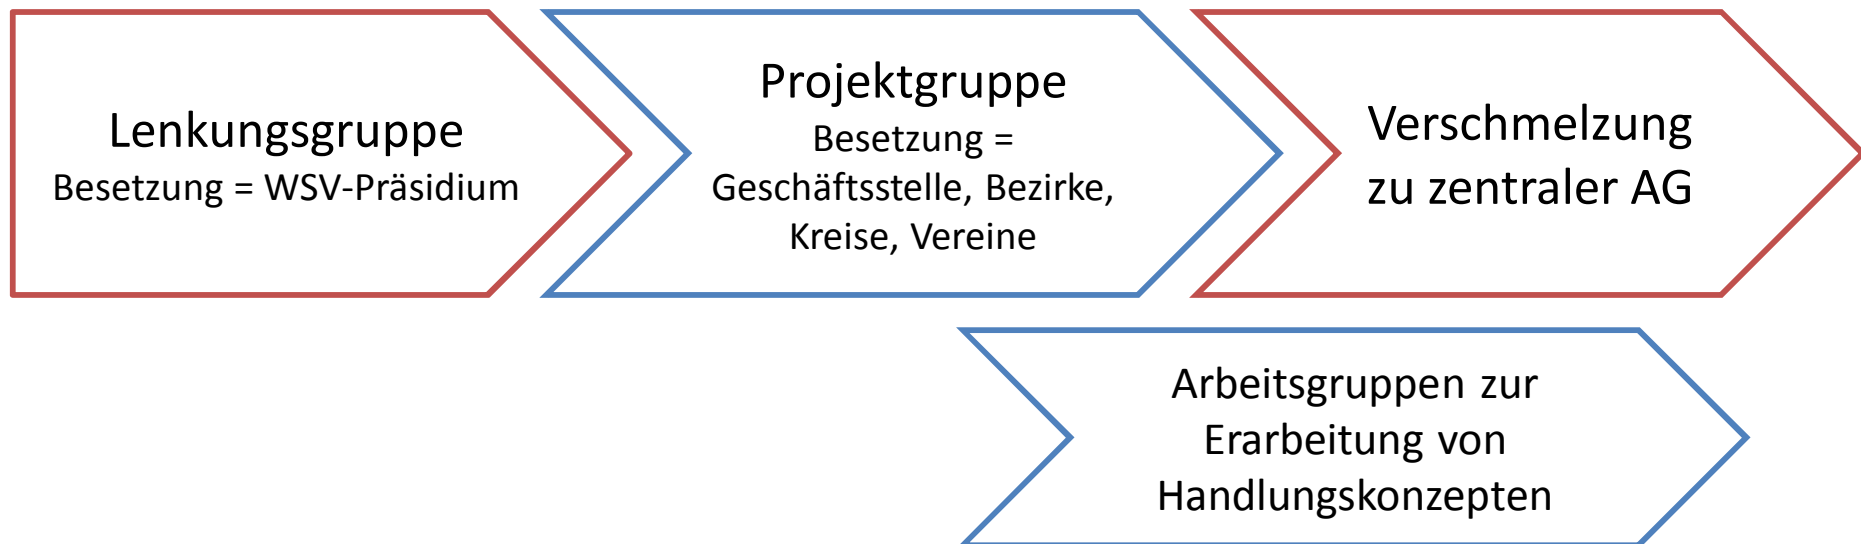 Lenkungsgruppe
Besetzung = WSV-Präsidium
Projektgruppe
Besetzung =
Geschäftsstelle, Bezirke,
Kreise, Vereine
Verschmelzung
zu zentraler AG
Arbeitsgruppen zur
Erarbeitung von
Handlungskonzepten